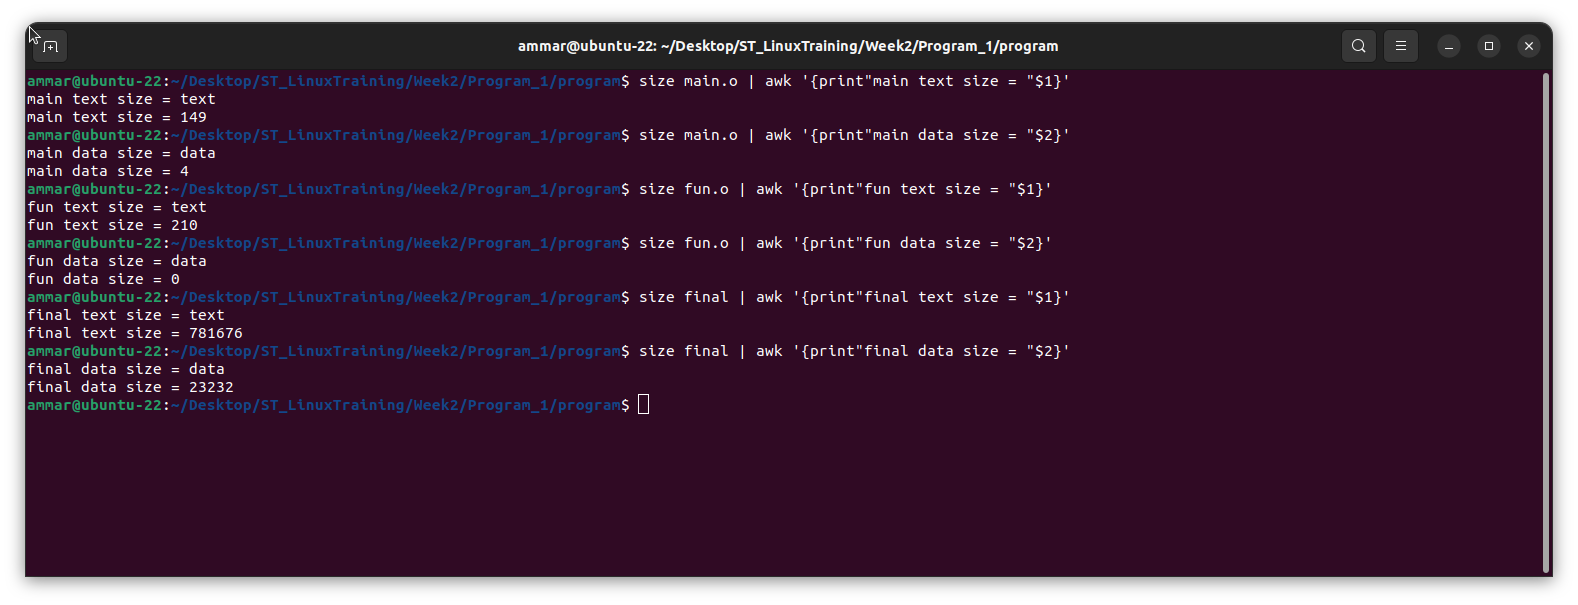 ammar@ubuntu-22: ~/Desktop/ST_LinuxTraining/Week2/Program_1/program
ammar@ubuntu-22:~/Desktop/ST_LinuxTraining/Week2/Program_1/program$ size main.o | awk '{print"main text size = "$1}'
main text size = text
main text size = 149
ammar@ubuntu-22:~/Desktop/ST_LinuxTraining/Week2/Program_1/program$ size main.o | awk '{print"main data size = "$2}'
main data size = data
main data size = 4
ammar@ubuntu-22:~/Desktop/ST_LinuxTraining/Week2/Program_1/program$ size fun.o | awk '{print"fun text size = "$1}'
fun text size = text
fun text size = 210
ammar@ubuntu-22:~/Desktop/ST_LinuxTraining/Week2/Program_1/program$ size fun.o | awk '{print"fun data size = "$2}'
fun data size = data
fun data size = 0
ammar@ubuntu-22:~/Desktop/ST_LinuxTraining/Week2/Program_1/program$ size final | awk '{print"final text size = "$1}'
final text size = text
final text size = 781676
ammar@ubuntu-22:~/Desktop/ST_LinuxTraining/Week2/Program_1/program$ size final | awk '{print"final data size = "$2}'
final data size = data
final data size = 23232
ammar@ubuntu-22:~/Desktop/ST_LinuxTraining/Week2/Program_1/program$